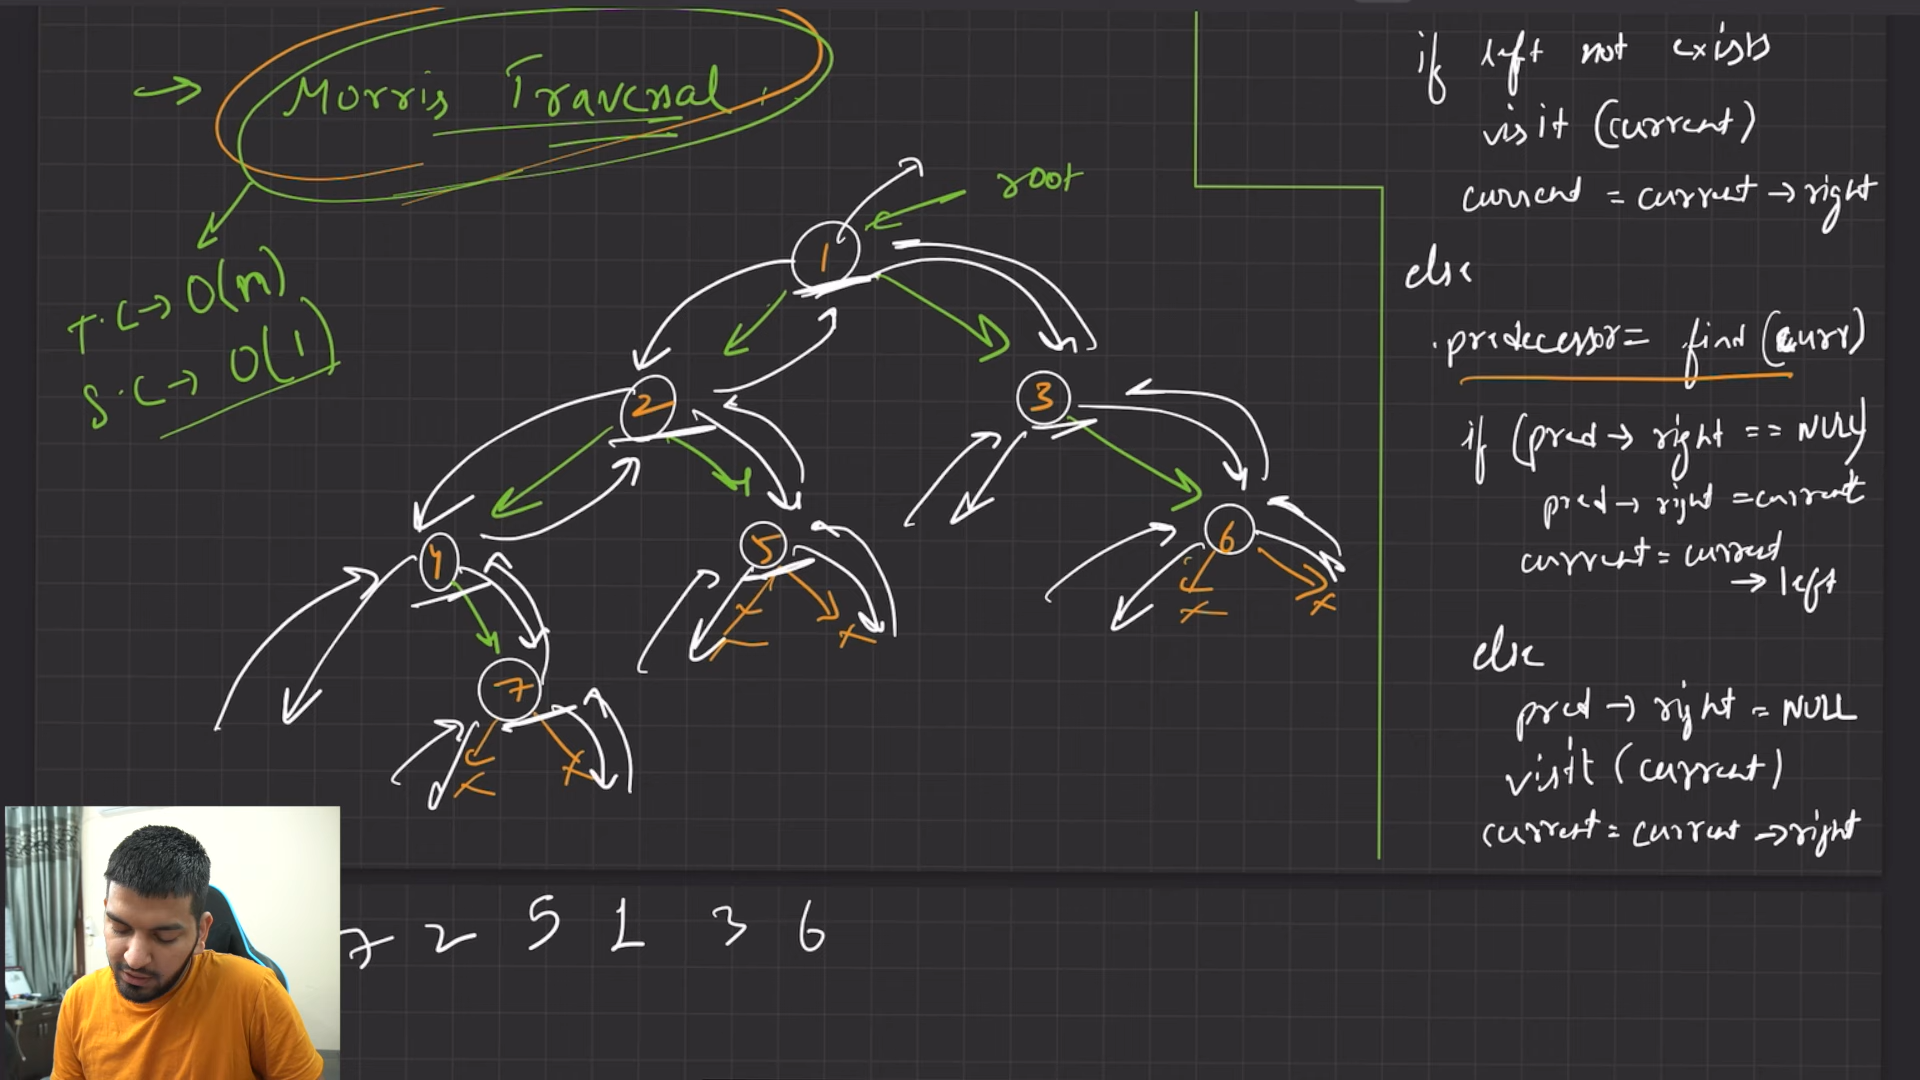 → Morris Traversal
T.C → O(n)
S.C → O(1)
root
1
2
3
4
5
6
7
x
x
x
x
x
x
7 2 5 1 3 6
if left not exists
visit (current)
current = current → right
else
predecessor = find (curr)
if (pred → right == NULL)
pred → right = current
current = current
→ left
else
pred → right = NULL
visit (current)
current = current → right